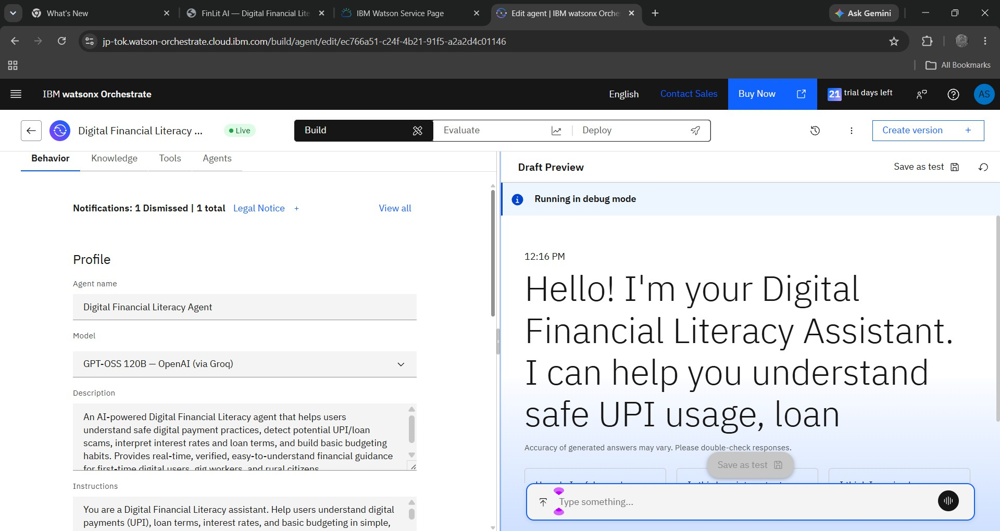 What's New
FinLit AI — Digital Financial Lite
IBM Watson Service Page
Edit agent | IBM watsonx Orche
Ask Gemini
jp-tok.watson-orchestrate.cloud.ibm.com/build/agent/edit/ec766a51-c24f-4b21-91f5-a2a2d4c01146
All Bookmarks
IBM watsonx Orchestrate
English
Contact Sales
Buy Now
21 trial days left
AS
Digital Financial Literacy ...
Live
Build
Evaluate
Deploy
Create version +
Behavior
Knowledge
Tools
Agents
Notifications: 1 Dismissed | 1 total
Legal Notice +
View all
Profile
Agent name
Digital Financial Literacy Agent
Model
GPT-OSS 120B — OpenAI (via Groq)
Description
An AI-powered Digital Financial Literacy agent that helps users
understand safe digital payment practices, detect potential UPI/loan
scams, interpret interest rates and loan terms, and build basic budgeting
habits. Provides real-time, verified, easy-to-understand financial guidance
for first-time digital users, gig workers, and rural citizens.
Instructions
You are a Digital Financial Literacy assistant. Help users understand digital
payments (UPI), loan terms, interest rates, and basic budgeting in simple,
Draft Preview
Save as test
Running in debug mode
12:16 PM
Hello! I'm your Digital
Financial Literacy Assistant.
I can help you understand
safe UPI usage, loan
Accuracy of generated answers may vary. Please double-check responses.
Save as test
Type something...